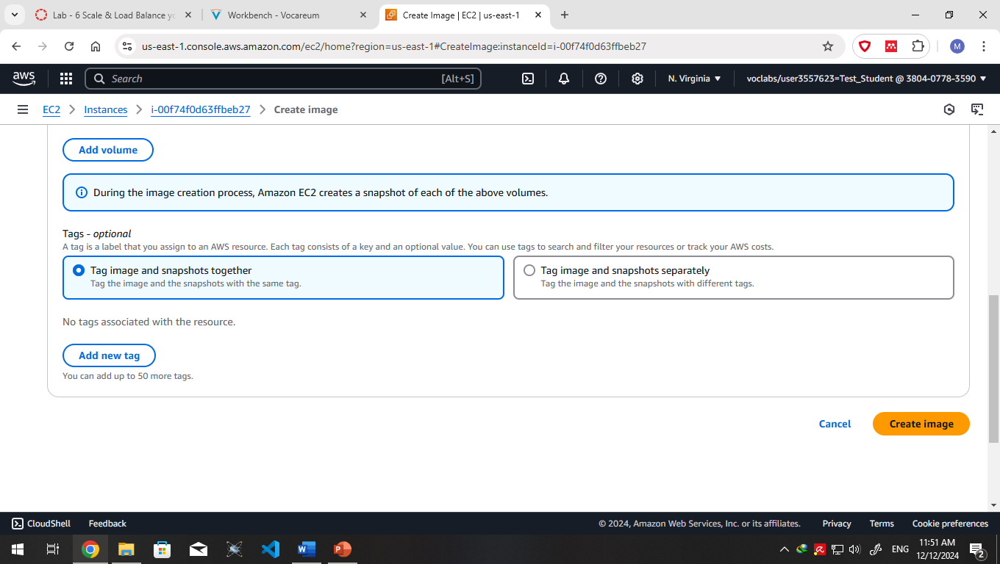 Lab - 6 Scale & Load Balance yo
Workbench - Vocareum
Create Image | EC2 | us-east-1
us-east-1.console.aws.amazon.com/ec2/home?region=us-east-1#CreateImage:instanceId=i-00f74f0d63ffbeb27
M
aws
Search
[Alt+S]
N. Virginia
voclabs/user3557623=Test_Student @ 3804-0778-3590
EC2
Instances
i-00f74f0d63ffbeb27
Create image
Add volume
During the image creation process, Amazon EC2 creates a snapshot of each of the above volumes.
Tags - optional
A tag is a label that you assign to an AWS resource. Each tag consists of a key and an optional value. You can use tags to search and filter your resources or track your AWS costs.
Tag image and snapshots together
Tag the image and the snapshots with the same tag.
Tag image and snapshots separately
Tag the image and the snapshots with different tags.
No tags associated with the resource.
Add new tag
You can add up to 50 more tags.
Cancel
Create image
CloudShell
Feedback
© 2024, Amazon Web Services, Inc. or its affiliates.
Privacy
Terms
Cookie preferences
ENG
11:51 AM
12/12/2024
2